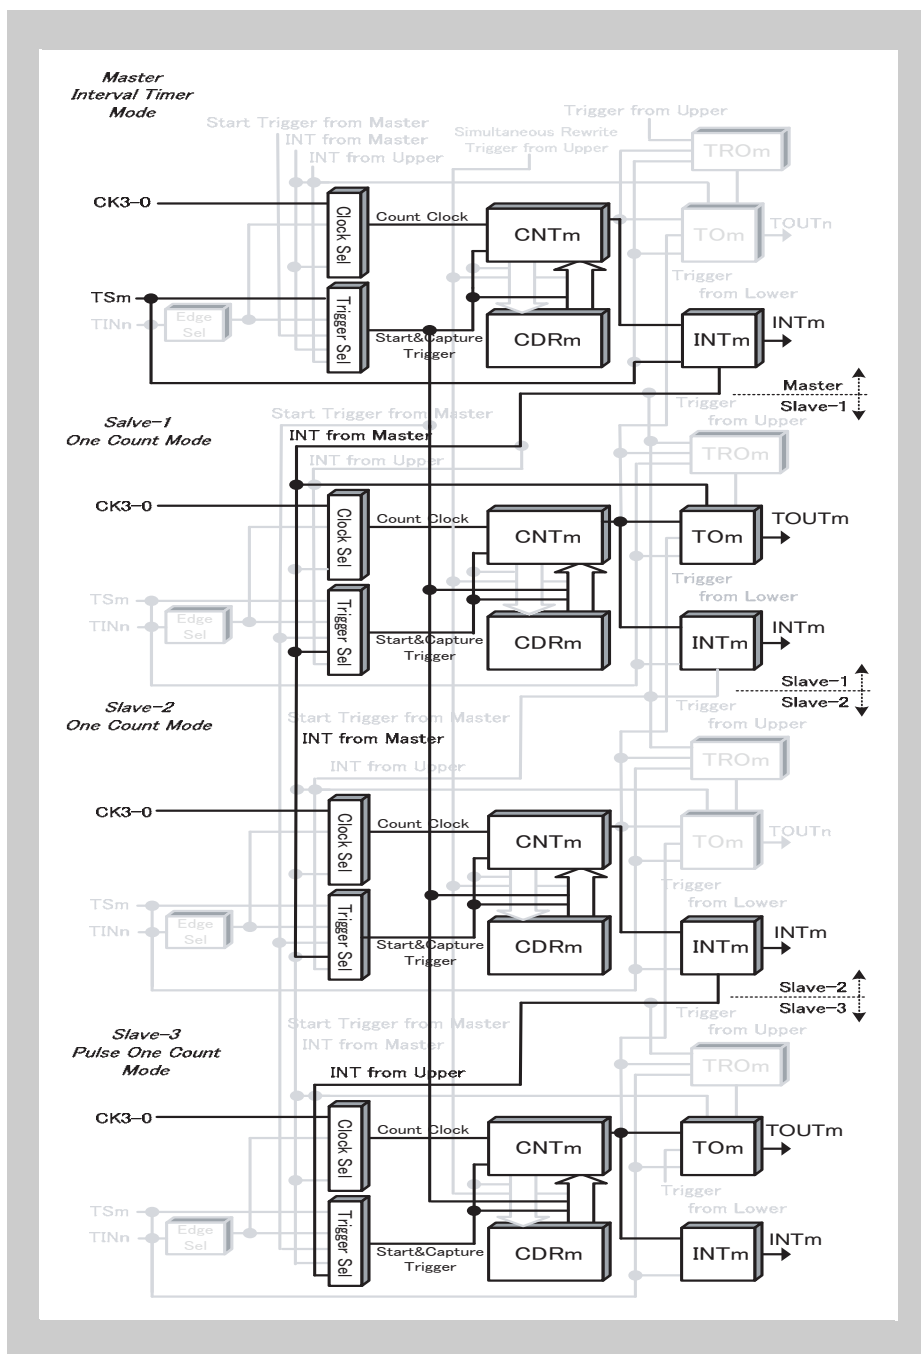 Master
Interval Timer
Mode
Start Trigger from Master
INT from Master
INT from Upper
Simultaneous Rewrite
Trigger from Upper
Trigger from Upper
TROm
CK3-0
Clock Sel
Count Clock
CNTm
TOm
TOUTn
Trigger
from Lower
TSm
TINn
Edge
Sel
Trigger Sel
Start&Capture
Trigger
CDRm
INTm
INTm
Master
Slave-1
Salve-1
One Count Mode
Start Trigger from Master
INT from Master
INT from Upper
Trigger
from Upper
TROm
CK3-0
Clock Sel
Count Clock
CNTm
TOm
TOUTm
Trigger
from Lower
TSm
TINn
Edge
Sel
Trigger Sel
Start&Capture
Trigger
CDRm
INTm
INTm
Slave-1
Slave-2
Slave-2
One Count Mode
Start Trigger from Master
INT from Master
INT from Upper
Trigger
from Upper
TROm
CK3-0
Clock Sel
Count Clock
CNTm
TOm
TOUTn
Trigger
from Lower
TSm
TINn
Edge
Sel
Trigger Sel
Start&Capture
Trigger
CDRm
INTm
INTm
Slave-2
Slave-3
Slave-3
Pulse One Count
Mode
Start Trigger from Master
INT from Master
INT from Upper
Trigger
from Upper
TROm
CK3-0
Clock Sel
Count Clock
CNTm
TOm
TOUTm
Trigger
from Lower
TSm
TINn
Edge
Sel
Trigger Sel
Start&Capture
Trigger
CDRm
INTm
INTm